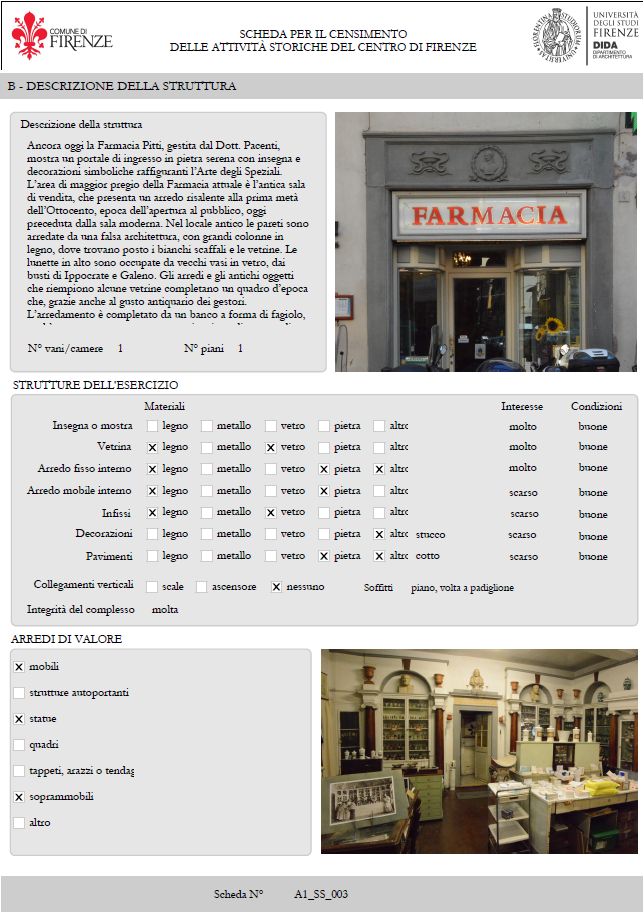 COMUNE DI
FIRENZE
SCHEDA PER IL CENSIMENTO
DELLE ATTIVITÀ STORICHE DEL CENTRO DI FIRENZE
UNIVERSITÀ
DEGLI STUDI
FIRENZE
DIDA
DIPARTIMENTO
DI ARCHITETTURA
B - DESCRIZIONE DELLA STRUTTURA
Descrizione della struttura
Ancora oggi la Farmacia Pitti, gestita dal Dott. Pacenti,
mostra un portale di ingresso in pietra serena con insegna e
decorazioni simboliche raffiguranti l'Arte degli Speziali.
L'area di maggior pregio della Farmacia attuale è l'antica sala
di vendita, che presenta un arredo risalente alla prima metà
dell'Ottocento, epoca dell'apertura al pubblico, oggi
preceduta dalla sala moderna. Nel locale antico le pareti sono
arredate da una falsa architettura, con grandi colonne in
legno, dove trovano posto i bianchi scaffali e le vetrine. Le
lunette in alto sono occupate da vecchi vasi in vetro, dai
busti di Ippocrate e Galeno. Gli arredi e gli antichi oggetti
che riempiono alcune vetrine completano un quadro d'epoca
che, grazie anche al gusto antiquario dei gestori.
L'arredamento è completato da un banco a forma di fagiolo,
N° vani/camere 1 N° piani 1
FARMACIA
STRUTTURE DELL'ESERCIZIO
Materiali Interesse Condizioni
Insegna o mostra legno metallo vetro pietra altro molto buone
Vetrina X legno metallo X vetro pietra altro molto buone
Arredo fisso interno X legno metallo vetro X pietra X altro molto buone
Arredo mobile interno X legno metallo vetro X pietra altro scarso buone
Infissi X legno metallo X vetro pietra altro scarso buone
Decorazioni legno metallo vetro pietra X altro stucco scarso buone
Pavimenti legno metallo vetro X pietra X altro cotto scarso buone
Collegamenti verticali scale ascensore X nessuno Soffitti piano, volta a padiglione
Integrità del complesso molta
ARREDI DI VALORE
X mobili
strutture autoportanti
X statue
quadri
tappeti, arazzi o tendag
X soprammobili
altro
Scheda N° A1_SS_003